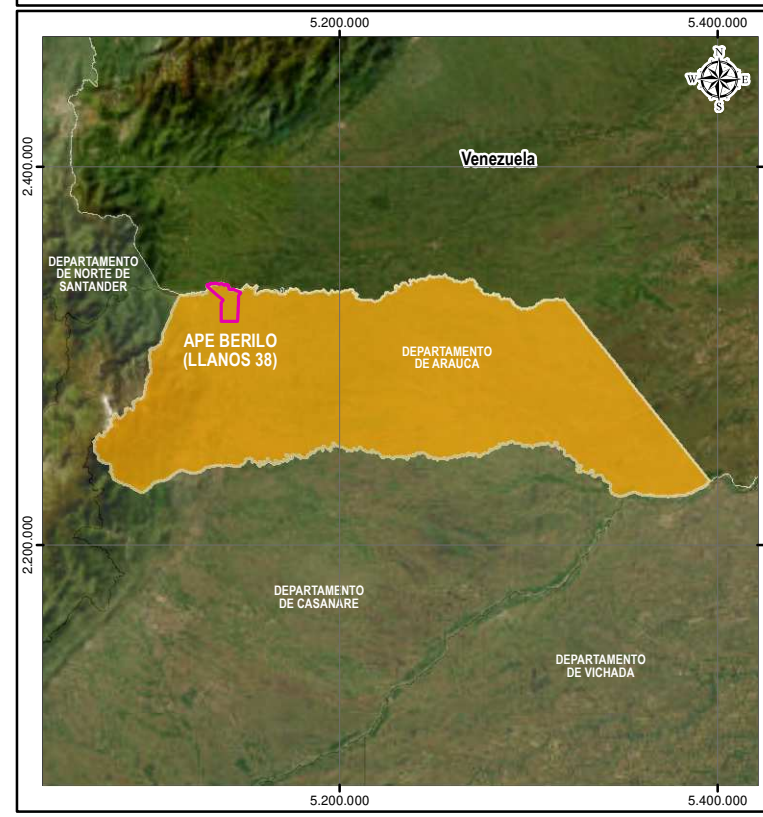 5.200.000
5.400.000
N
W
E
S
2.400.000
Venezuela
DEPARTAMENTO
DE NORTE DE
SANTANDER
APE BERILO
(LLANOS 38)
DEPARTAMENTO
DE ARAUCA
2.200.000
DEPARTAMENTO
DE CASANARE
DEPARTAMENTO
DE VICHADA
5.200.000
5.400.000